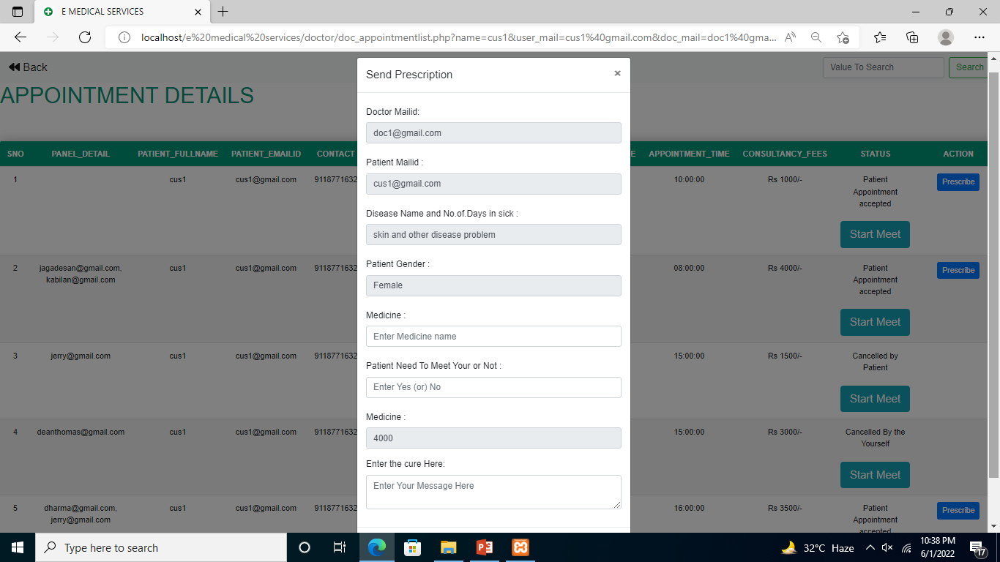 E MEDICAL SERVICES
localhost/e%20medical%20services/doctor/doc_appointmentlist.php?name=cus1&user_mail=cus1%40gmail.com&doc_mail=doc1%40gma...
Back
Value To Search
Search
APPOINTMENT DETAILS
SNO PANEL_DETAIL PATIENT_FULLNAME PATIENT_EMAILID CONTACT E APPOINTMENT_TIME CONSULTANCY_FEES STATUS ACTION
1 cus1 cus1@gmail.com 9118771632 10:00:00 Rs 1000/- Patient Prescribe
Appointment
accepted
Start Meet
2 jagadesan@gmail.com, cus1 cus1@gmail.com 9118771632 08:00:00 Rs 4000/- Patient Prescribe
kabilan@gmail.com Appointment
accepted
Start Meet
3 jerry@gmail.com cus1 cus1@gmail.com 9118771632 15:00:00 Rs 1500/- Cancelled by
Patient
Start Meet
4 deanthomas@gmail.com cus1 cus1@gmail.com 9118771632 15:00:00 Rs 3000/- Cancelled By the
Yourself
Start Meet
5 dharma@gmail.com, cus1 cus1@gmail.com 9118771632 16:00:00 Rs 3500/- Patient Prescribe
jerry@gmail.com Appointment
accepted
Send Prescription ×
Doctor Mailid:
doc1@gmail.com
Patient Mailid :
cus1@gmail.com
Disease Name and No.of.Days in sick :
skin and other disease problem
Patient Gender :
Female
Medicine :
Enter Medicine name
Patient Need To Meet Your or Not :
Enter Yes (or) No
Medicine :
4000
Enter the cure Here:
Enter Your Message Here
Type here to search
32°C Haze
10:38 PM
6/1/2022
17